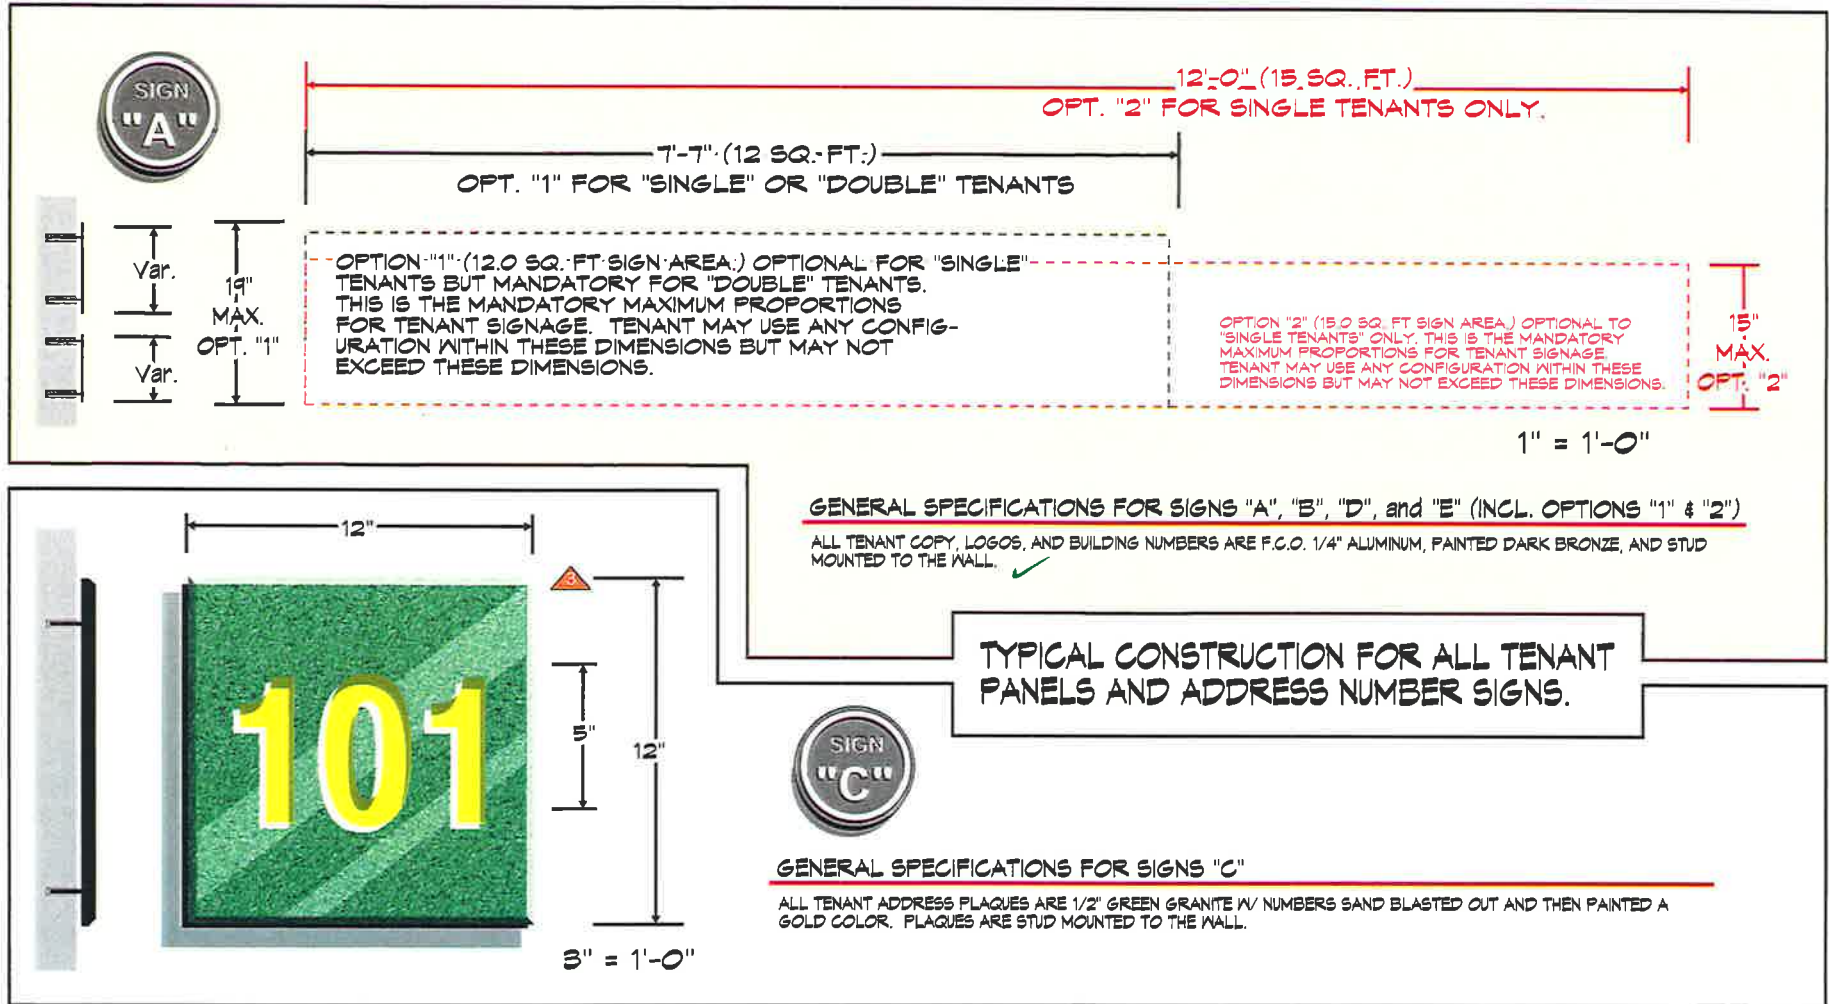 SIGN
"A"
12'-0" (15 SQ. FT.)
OPT. "2" FOR SINGLE TENANTS ONLY.
7'-7" (12 SQ. FT.)
OPT. "1" FOR "SINGLE" OR "DOUBLE" TENANTS
Var.
Var.
19"
MAX.
OPT. "1"
OPTION "1" (12.0 SQ. FT SIGN AREA.) OPTIONAL FOR "SINGLE"
TENANTS BUT MANDATORY FOR "DOUBLE" TENANTS.
THIS IS THE MANDATORY MAXIMUM PROPORTIONS
FOR TENANT SIGNAGE. TENANT MAY USE ANY CONFIG-
URATION WITHIN THESE DIMENSIONS BUT MAY NOT
EXCEED THESE DIMENSIONS.
OPTION "2" (15.0 SQ. FT SIGN AREA.) OPTIONAL TO
"SINGLE TENANTS" ONLY. THIS IS THE MANDATORY
MAXIMUM PROPORTIONS FOR TENANT SIGNAGE.
TENANT MAY USE ANY CONFIGURATION WITHIN THESE
DIMENSIONS BUT MAY NOT EXCEED THESE DIMENSIONS.
15"
MAX.
OPT. "2"
1" = 1'-0"
GENERAL SPECIFICATIONS FOR SIGNS "A", "B", "D", and "E" (INCL. OPTIONS "1" & "2")
ALL TENANT COPY, LOGOS, AND BUILDING NUMBERS ARE F.C.O. 1/4" ALUMINUM, PAINTED DARK BRONZE, AND STUD
MOUNTED TO THE WALL.
TYPICAL CONSTRUCTION FOR ALL TENANT
PANELS AND ADDRESS NUMBER SIGNS.
12"
3
101
5"
12"
3" = 1'-0"
SIGN
"C"
GENERAL SPECIFICATIONS FOR SIGNS "C"
ALL TENANT ADDRESS PLAQUES ARE 1/2" GREEN GRANITE W/ NUMBERS SAND BLASTED OUT AND THEN PAINTED A
GOLD COLOR. PLAQUES ARE STUD MOUNTED TO THE WALL.